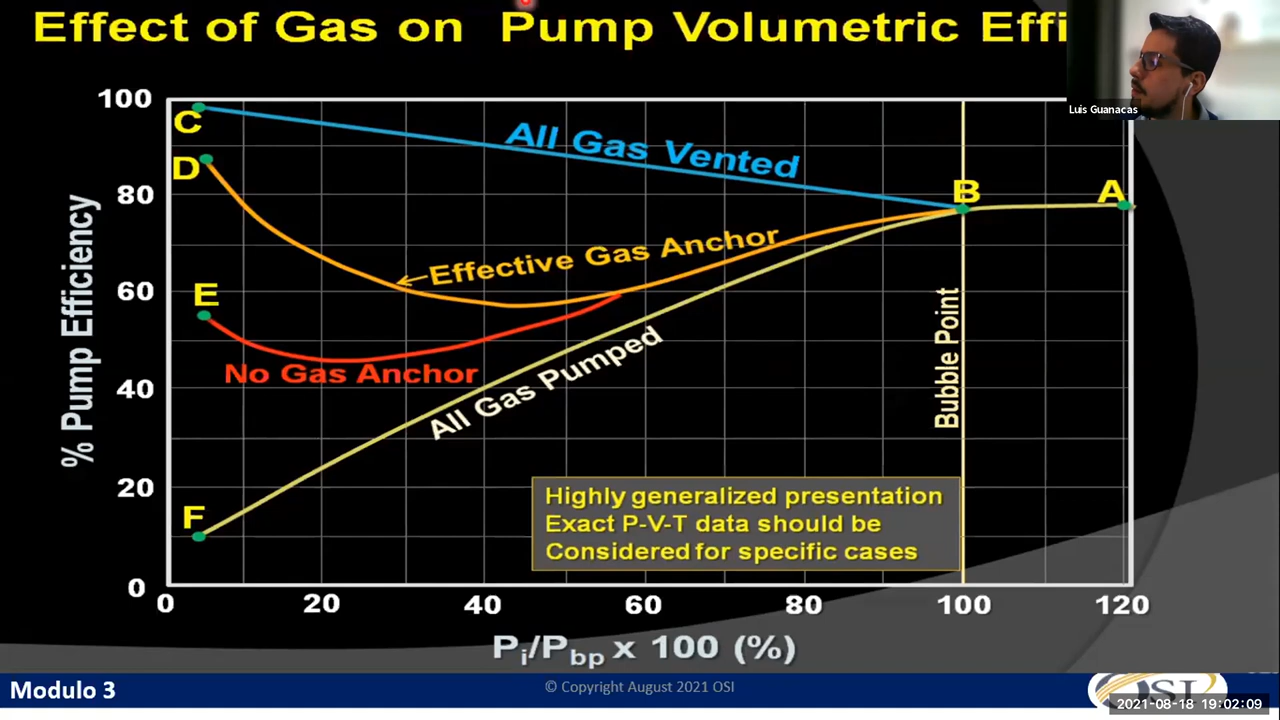 Effect of Gas on Pump Volumetric Effi
Luis Guanacas
100
80
60
40
20
0
% Pump Efficiency
C
D
E
F
B
A
All Gas Vented
Effective Gas Anchor
No Gas Anchor
All Gas Pumped
Bubble Point
Highly generalized presentation
Exact P-V-T data should be
Considered for specific cases
0 20 40 60 80 100 120
Pi/Pbp x 100 (%)
Modulo 3
© Copyright August 2021 OSI
OSI
2021-08-18 19:02:09